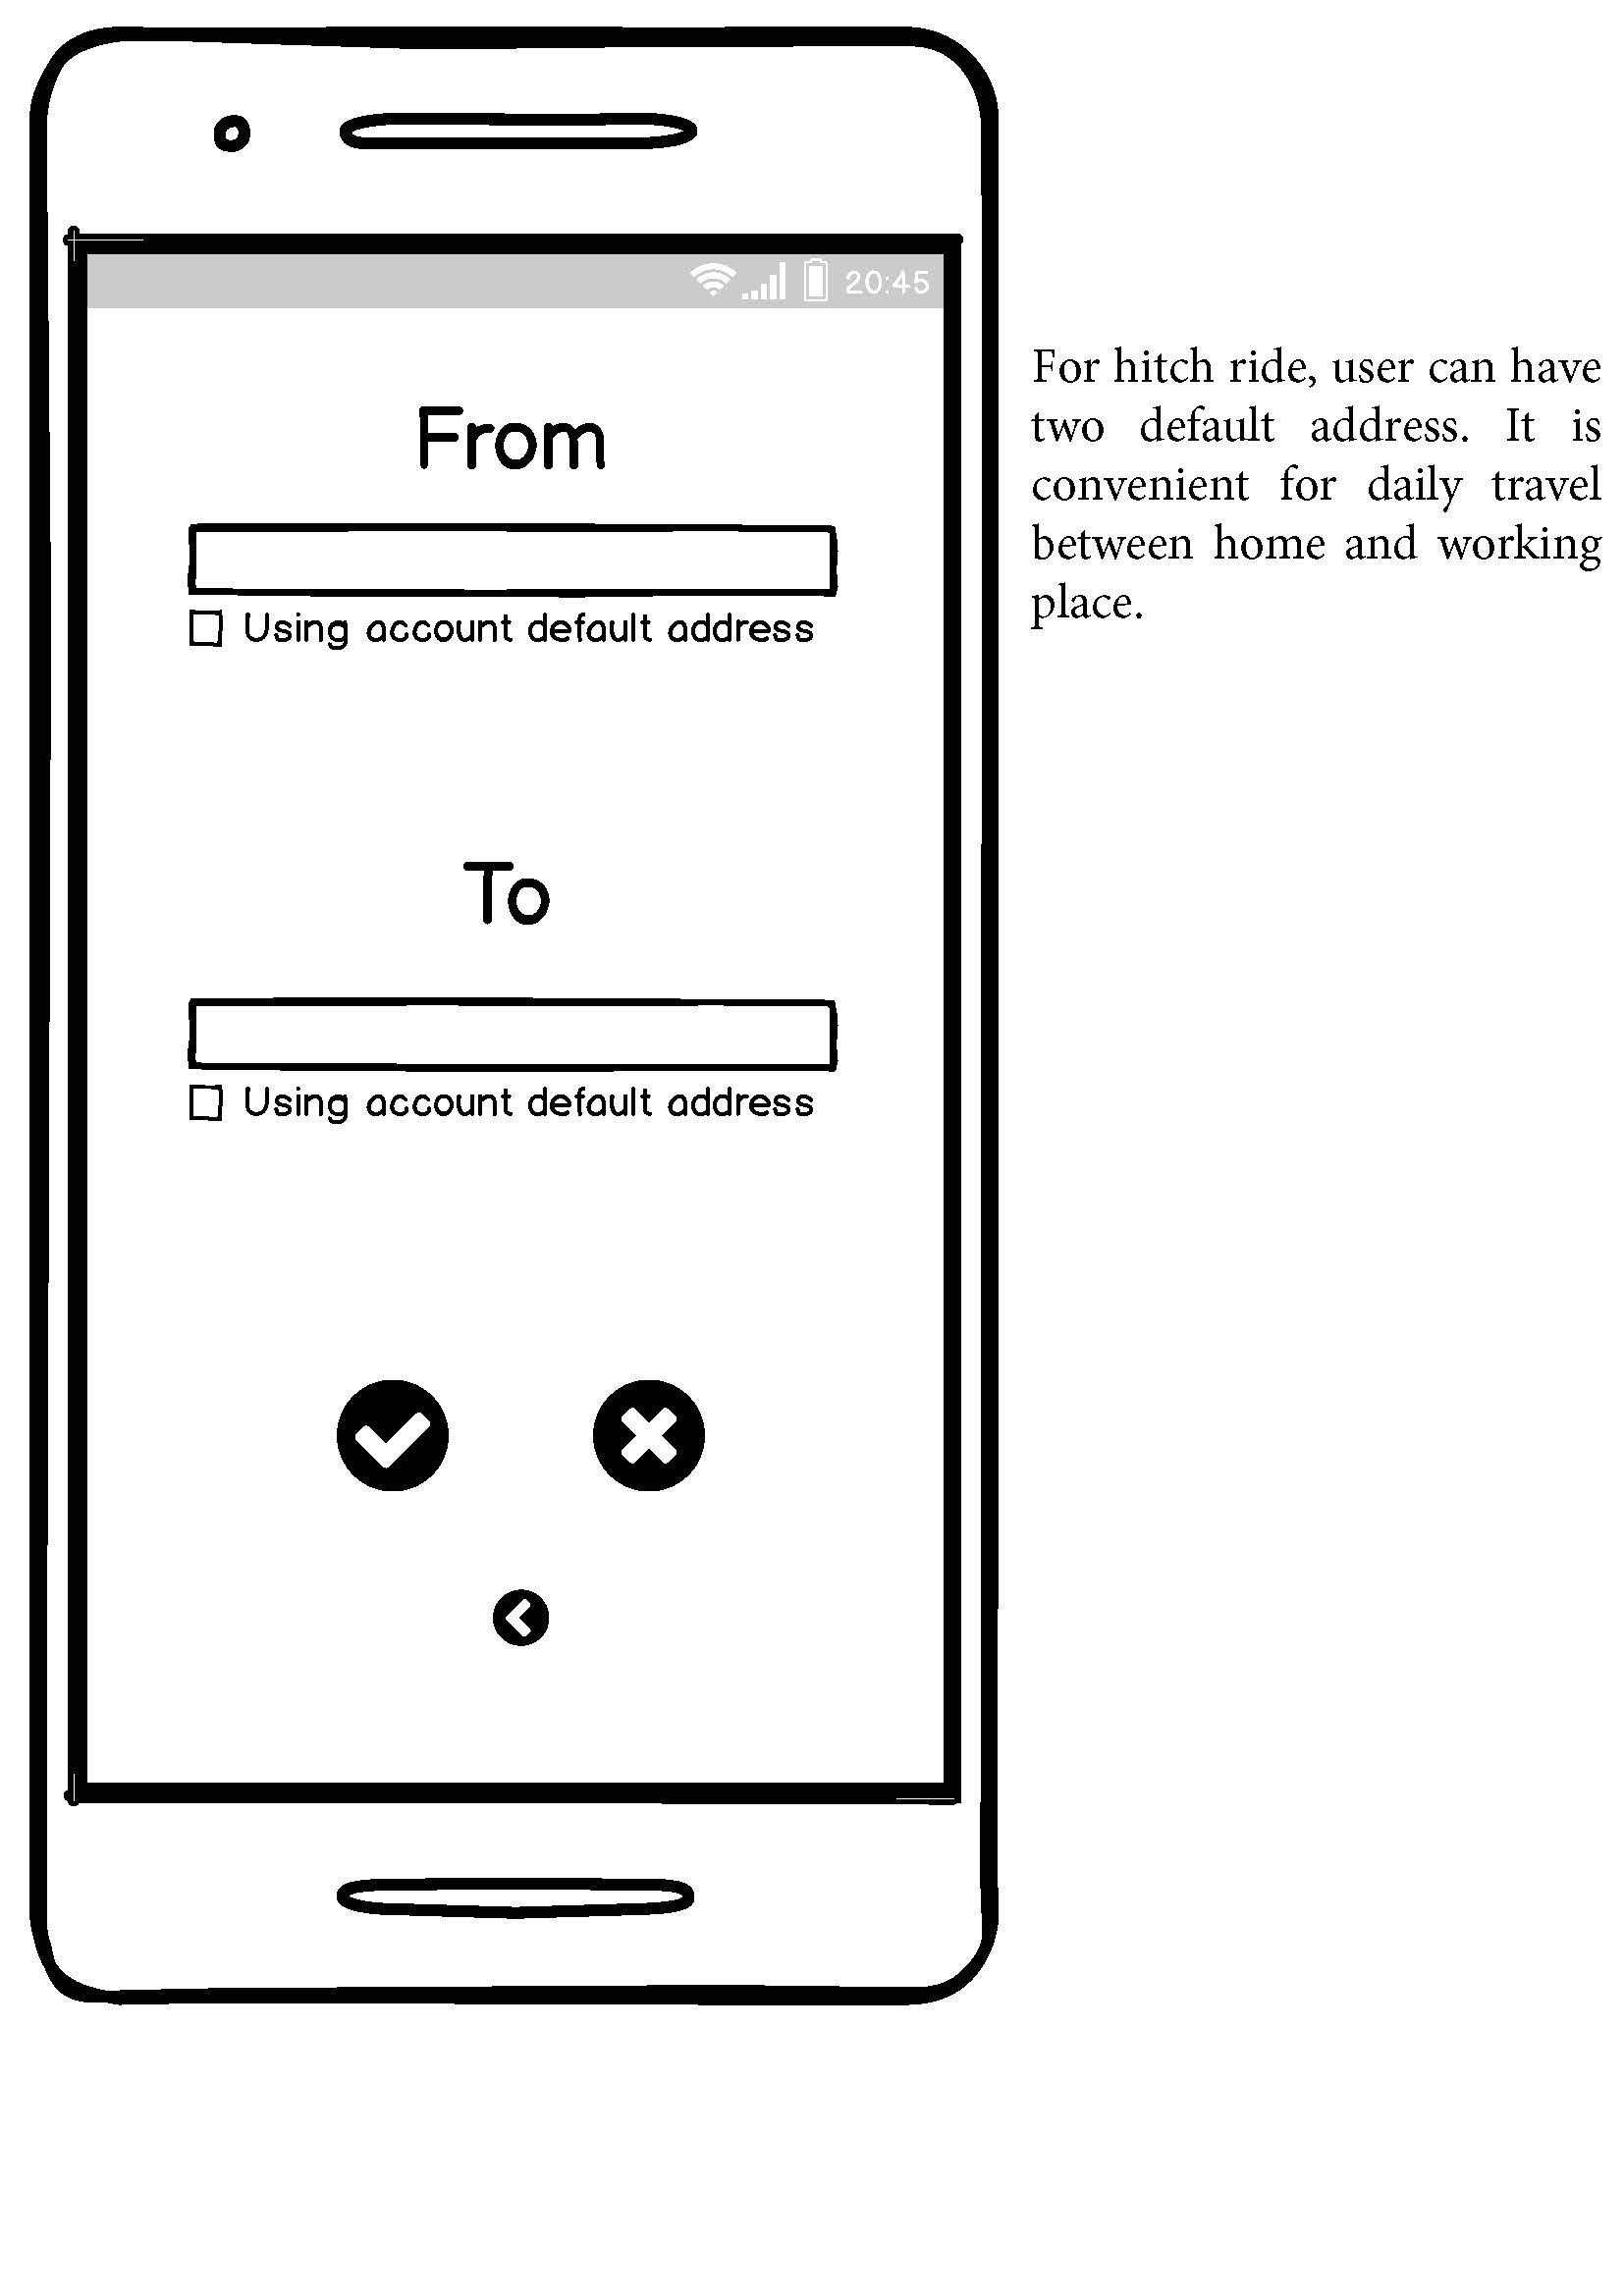 20:45
From
Using account default address
To
Using account default address
For hitch ride, user can have
two default address. It is
convenient for daily travel
between home and working
place.